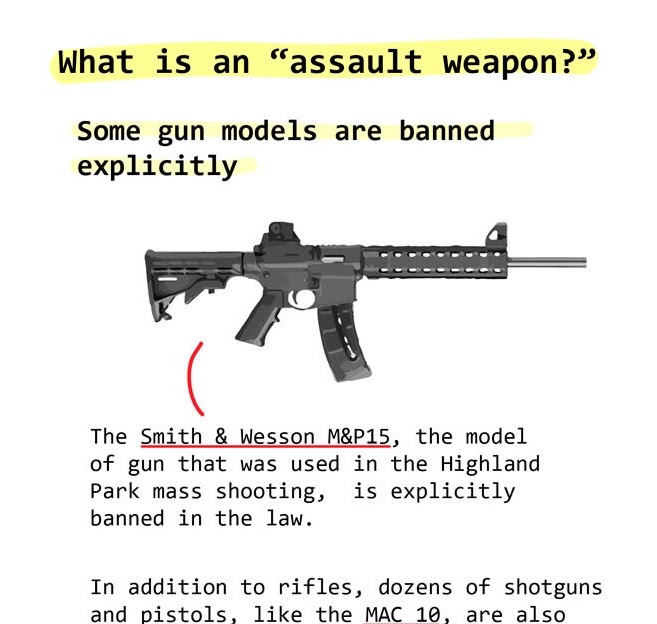 What is an “assault weapon?”
Some gun models are banned
explicitly
The Smith & Wesson M&P15, the model
of gun that was used in the Highland
Park mass shooting,  is explicitly
banned in the law.
In addition to rifles, dozens of shotguns
and pistols, like the MAC 10, are also